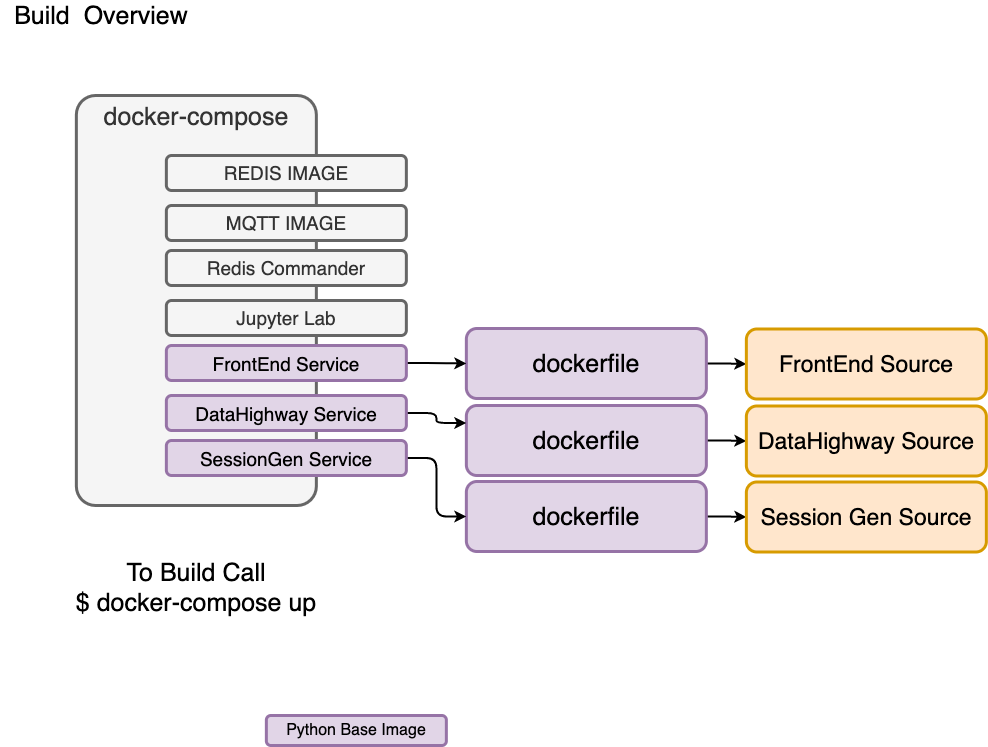 Build  Overview
docker-compose
REDIS IMAGE
MQTT IMAGE
Redis Commander
Jupyter Lab
FrontEnd Service
dockerfile
FrontEnd Source
DataHighway Service
dockerfile
DataHighway Source
SessionGen Service
dockerfile
Session Gen Source
To Build Call
$ docker-compose up
Python Base Image